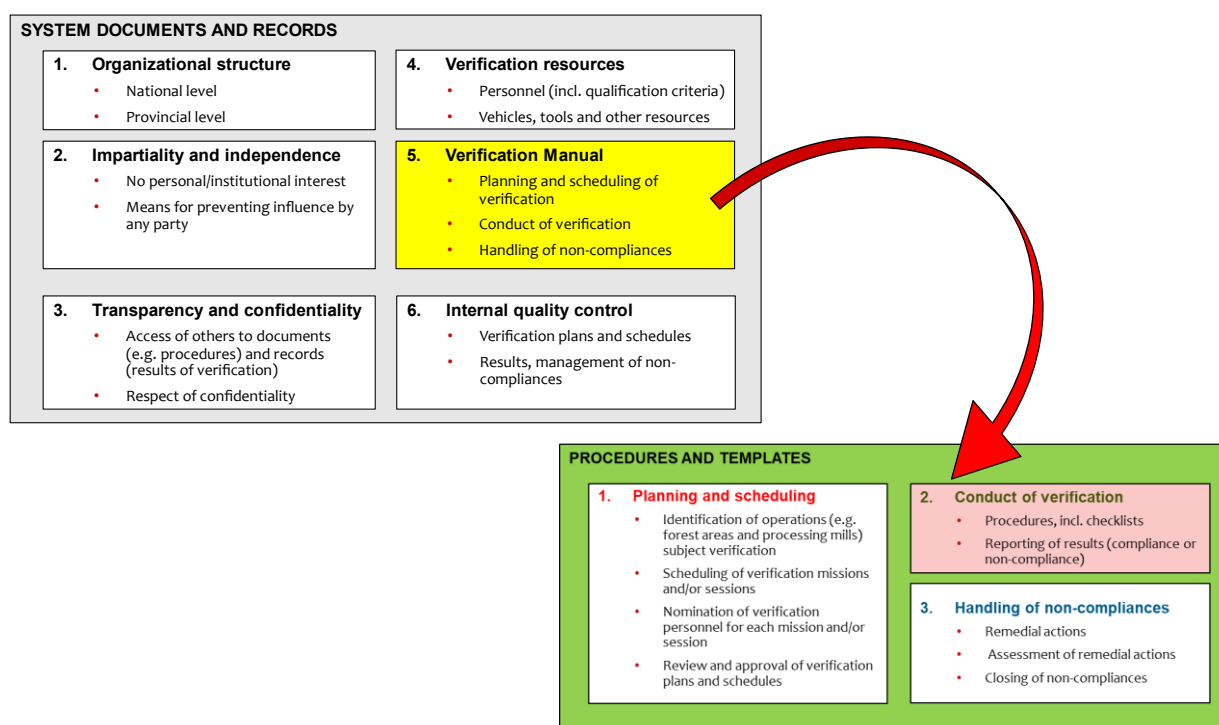 SYSTEM DOCUMENTS AND RECORDS
1. Organizational structure
• National level
• Provincial level
2. Impartiality and independence
• No personal/institutional interest
• Means for preventing influence by
any party
3. Transparency and confidentiality
• Access of others to documents
(e.g. procedures) and records
(results of verification)
• Respect of confidentiality
4. Verification resources
• Personnel (incl. qualification criteria)
• Vehicles, tools and other resources
5. Verification Manual
• Planning and scheduling of
verification
• Conduct of verification
• Handling of non-compliances
6. Internal quality control
• Verification plans and schedules
• Results, management of non-
compliances
PROCEDURES AND TEMPLATES
1. Planning and scheduling
• Identification of operations (e.g.
forest areas and processing mills)
subject verification
• Scheduling of verification missions
and/or sessions
• Nomination of verification
personnel for each mission and/or
session
• Review and approval of verification
plans and schedules
2. Conduct of verification
• Procedures, incl. checklists
• Reporting of results (compliance or
non-compliance)
3. Handling of non-compliances
• Remedial actions
• Assessment of remedial actions
• Closing of non-compliances